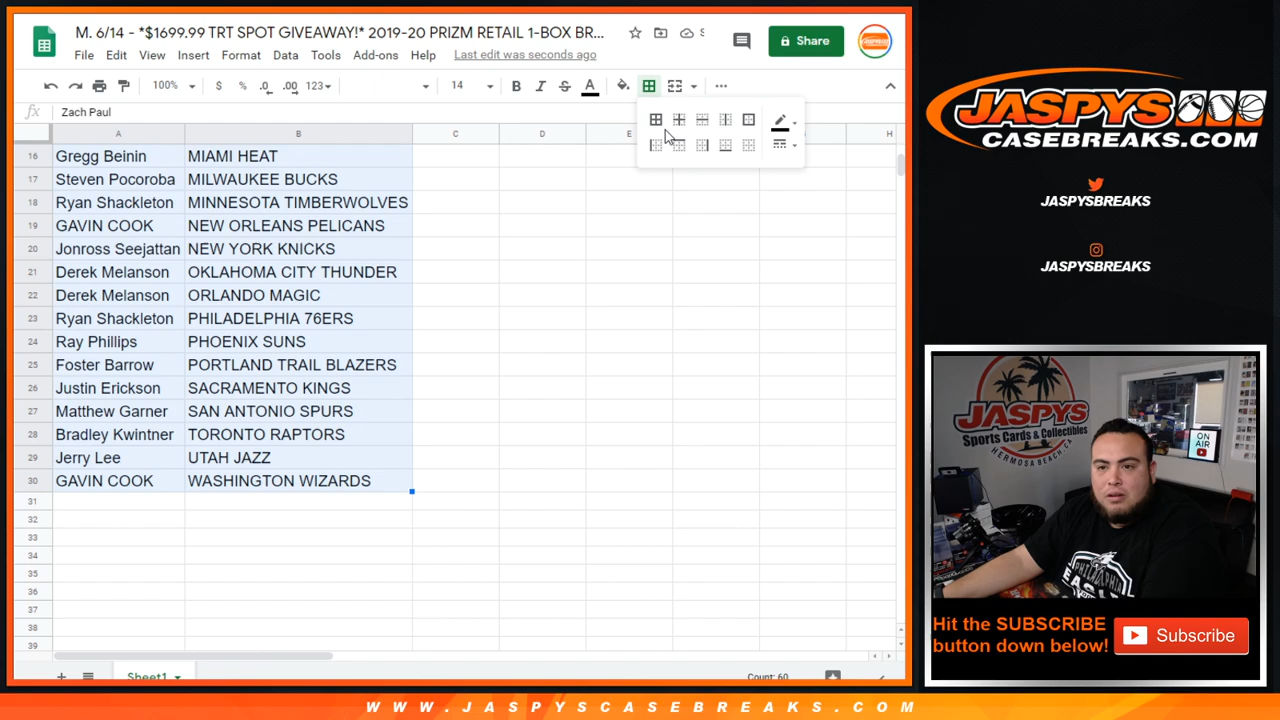 M. 6/14 - *$1699.99 TRT SPOT GIVEAWAY!* 2019-20 PRIZM RETAIL 1-BOX BR...
S
Share
File Edit View Insert Format Data Tools Add-ons Help Last edit was seconds ago
100% $ % .0 .00 123 14 B I S A
fx Zach Paul
A B C D E H
16 Gregg Beinin MIAMI HEAT
17 Steven Pocoroba MILWAUKEE BUCKS
18 Ryan Shackleton MINNESOTA TIMBERWOLVES
19 GAVIN COOK NEW ORLEANS PELICANS
20 Jonross Seejattan NEW YORK KNICKS
21 Derek Melanson OKLAHOMA CITY THUNDER
22 Derek Melanson ORLANDO MAGIC
23 Ryan Shackleton PHILADELPHIA 76ERS
24 Ray Phillips PHOENIX SUNS
25 Foster Barrow PORTLAND TRAIL BLAZERS
26 Justin Erickson SACRAMENTO KINGS
27 Matthew Garner SAN ANTONIO SPURS
28 Bradley Kwintner TORONTO RAPTORS
29 Jerry Lee UTAH JAZZ
30 GAVIN COOK WASHINGTON WIZARDS
31
32
33
34
35
36
37
38
39
Sheet1
Count: 60
JASPYS
CASEBREAKS.COM
JASPYSBREAKS
JASPYSBREAKS
JASPYS
Sports Cards & Collectibles
HERMOSA BEACH, CA
ON
AIR
PHILADELPHIA
EAGLES
Hit the SUBSCRIBE
button down below!
Subscribe
WWW.JASPYSCASEBREAKS.COM